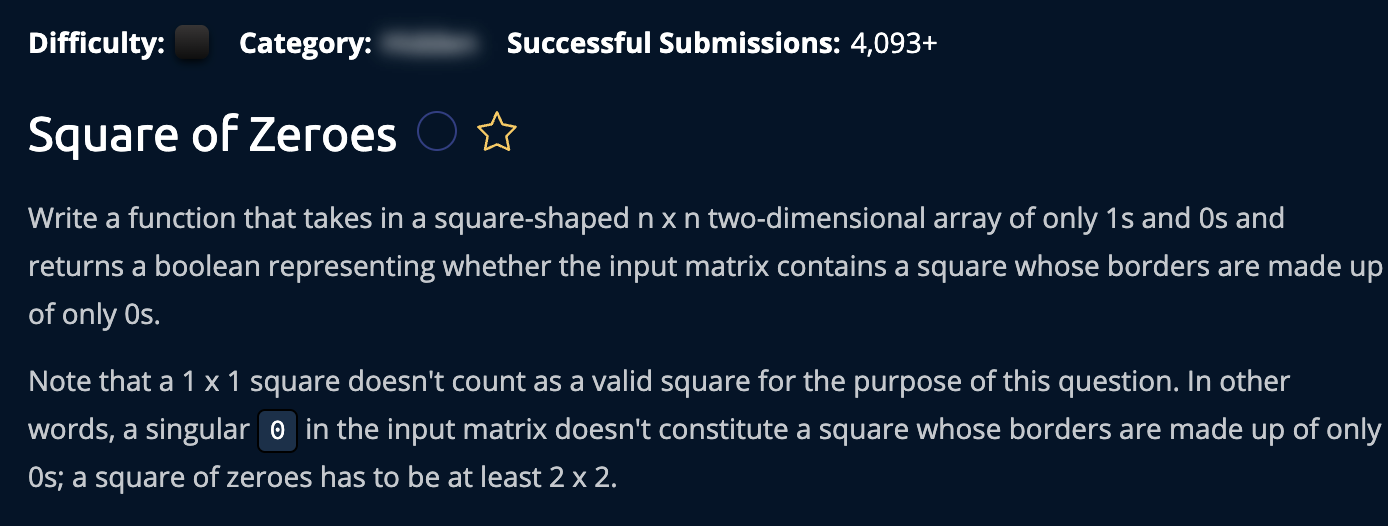 Difficulty: Category: Successful Submissions: 4,093+
Square of Zeroes
Write a function that takes in a square-shaped n x n two-dimensional array of only 1s and 0s and
returns a boolean representing whether the input matrix contains a square whose borders are made up
of only 0s.
Note that a 1 x 1 square doesn't count as a valid square for the purpose of this question. In other
words, a singular 0 in the input matrix doesn't constitute a square whose borders are made up of only
0s; a square of zeroes has to be at least 2 x 2.